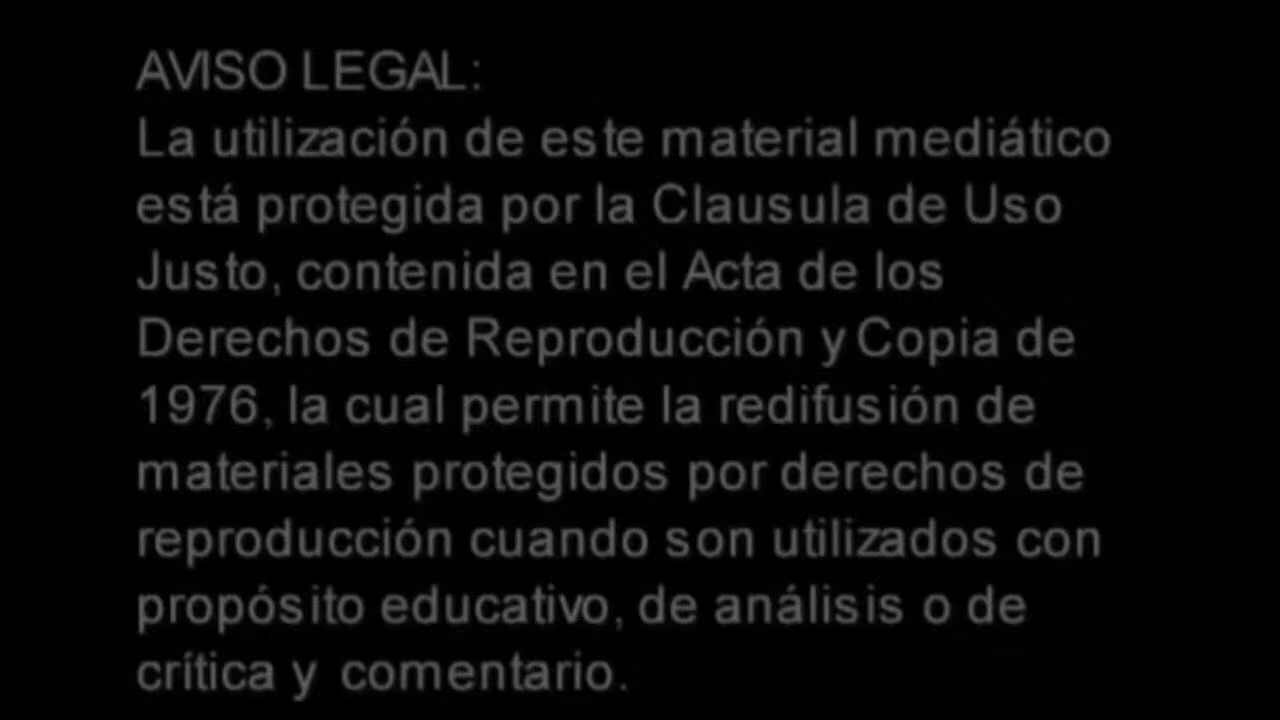 AVISO LEGAL:
La utilización de este material mediático
está protegida por la Clausula de Uso
Justo, contenida en el Acta de los
Derechos de Reproducción y Copia de
1976, la cual permite la redifusión de
materiales protegidos por derechos de
reproducción cuando son utilizados con
propósito educativo, de análisis o de
crítica y comentario.